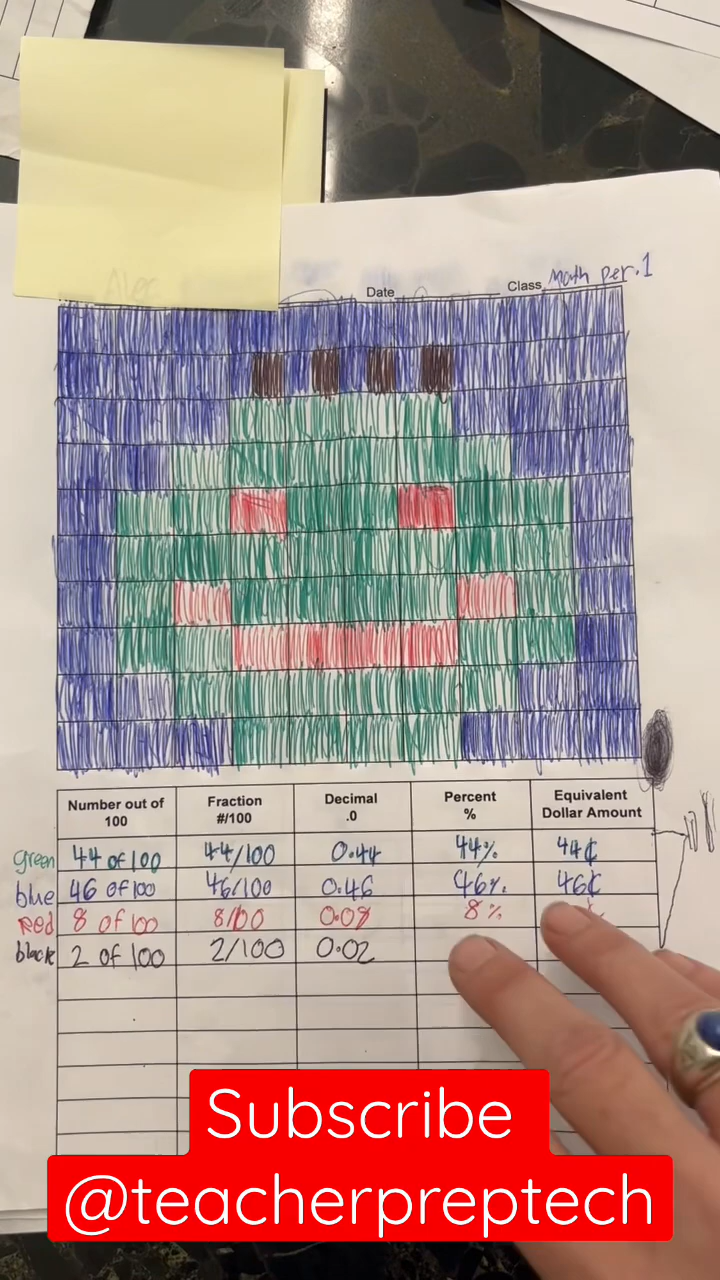 Date Class Math per.1
Number out of 100 Fraction #/100 Decimal .0 Percent % Equivalent Dollar Amount
green 44 of 100 44/100 0.44 44% 44¢
blue 46 of 100 46/100 0.46 46% 46¢
red 8 of 100 8/100 0.08 8%
black 2 of 100 2/100 0.02
Subscribe
@teacherpreptech